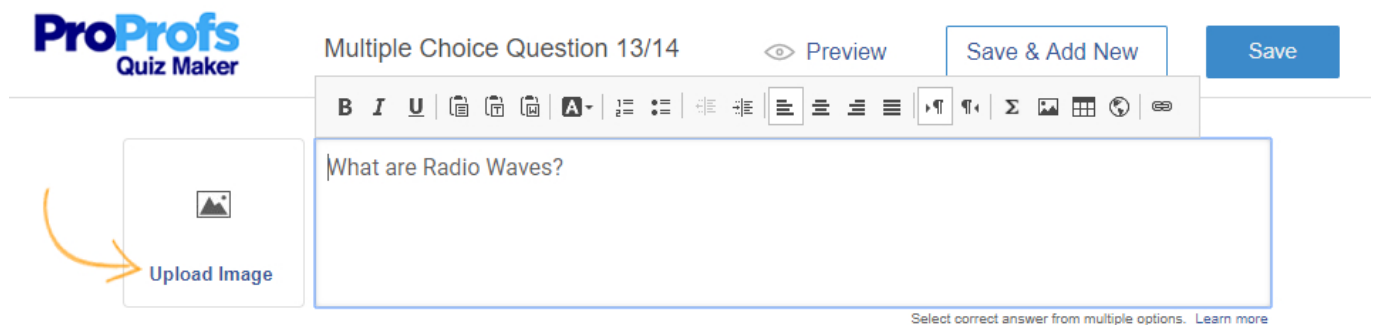 ProProfs
Quiz Maker
Multiple Choice Question 13/14
Preview
Save & Add New
Save
B I U
What are Radio Waves?
Upload Image
Select correct answer from multiple options. Learn more